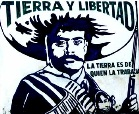 TIERRA Y LIBERTAD
LA TIERRA ES DE
QUIEN LA TRABAJA